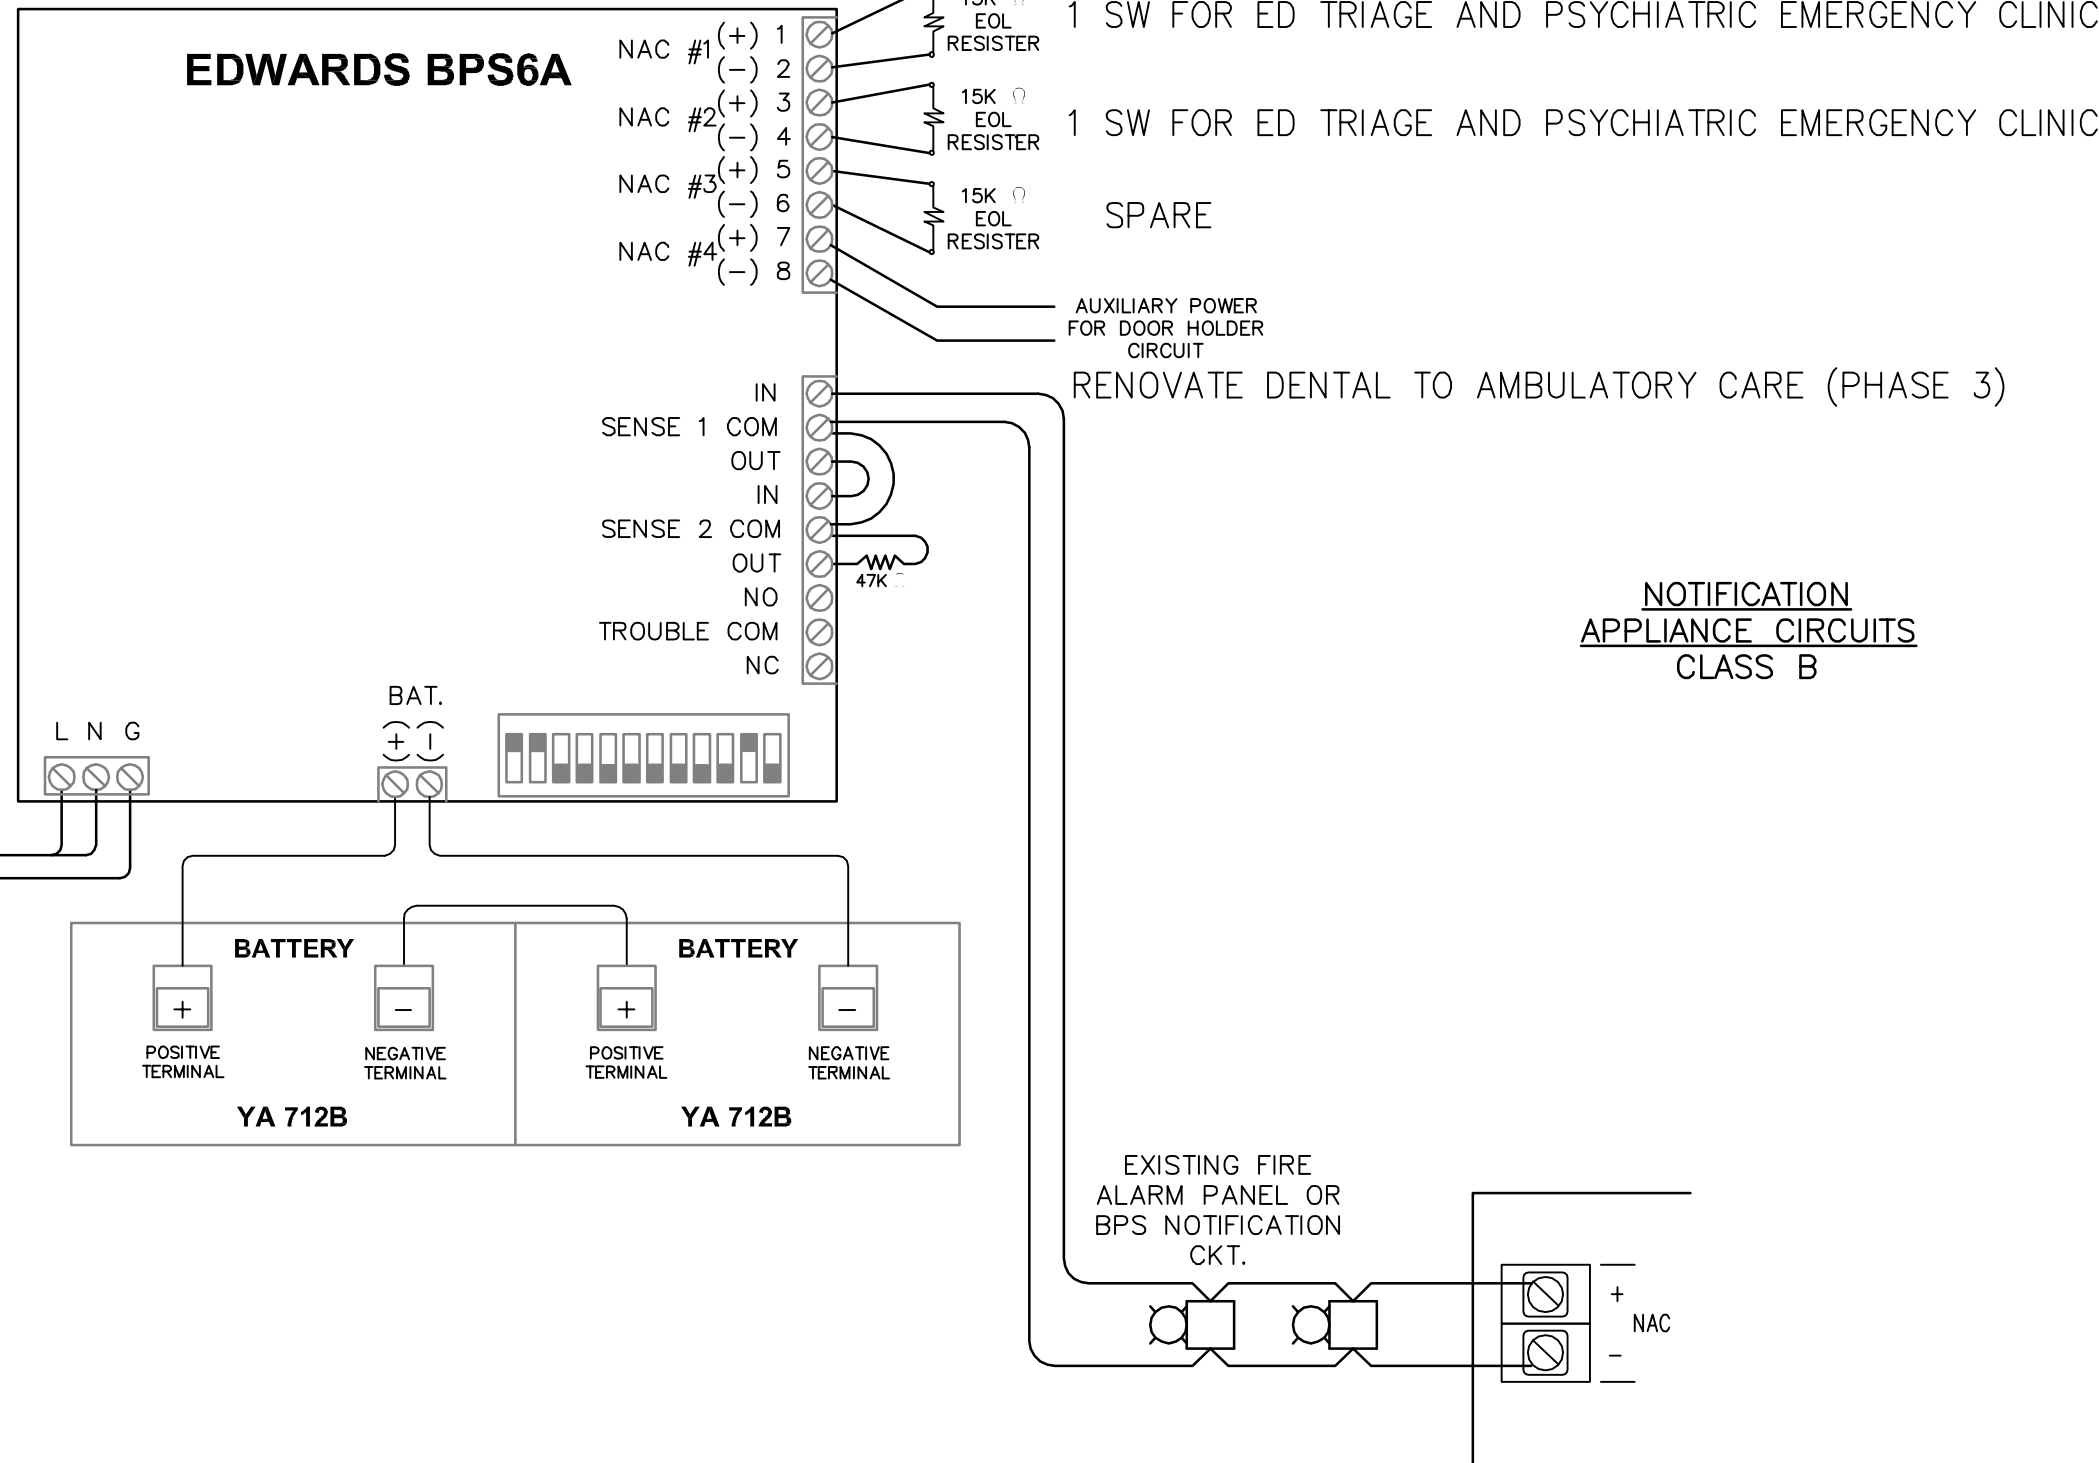 EDWARDS BPS6A
NAC #1
(+) 1
(−) 2
NAC #2
(+) 3
(−) 4
NAC #3
(+) 5
(−) 6
NAC #4
(+) 7
(−) 8
15K Ω
EOL
RESISTER
1 SW FOR ED TRIAGE AND PSYCHIATRIC EMERGENCY CLINIC
15K Ω
EOL
RESISTER
1 SW FOR ED TRIAGE AND PSYCHIATRIC EMERGENCY CLINIC
15K Ω
EOL
RESISTER
SPARE
AUXILIARY POWER
FOR DOOR HOLDER
CIRCUIT
RENOVATE DENTAL TO AMBULATORY CARE (PHASE 3)
IN
SENSE 1 COM
OUT
IN
SENSE 2 COM
OUT
NO
TROUBLE COM
NC
47K Ω
NOTIFICATION
APPLIANCE CIRCUITS
CLASS B
L N G
BAT.
(+) (−)
BATTERY
+ −
POSITIVE
TERMINAL
NEGATIVE
TERMINAL
YA 712B
BATTERY
+ −
POSITIVE
TERMINAL
NEGATIVE
TERMINAL
YA 712B
EXISTING FIRE
ALARM PANEL OR
BPS NOTIFICATION
CKT.
+
NAC
−